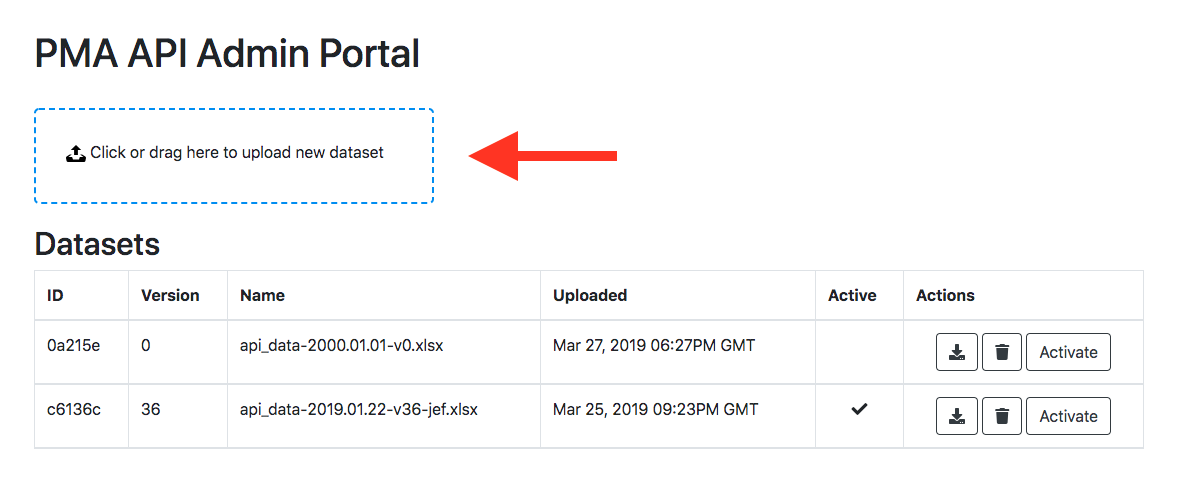 PMA API Admin Portal
Click or drag here to upload new dataset
Datasets
ID Version Name Uploaded Active Actions
0a215e 0 api_data-2000.01.01-v0.xlsx Mar 27, 2019 06:27PM GMT Activate
c6136c 36 api_data-2019.01.22-v36-jef.xlsx Mar 25, 2019 09:23PM GMT Activate